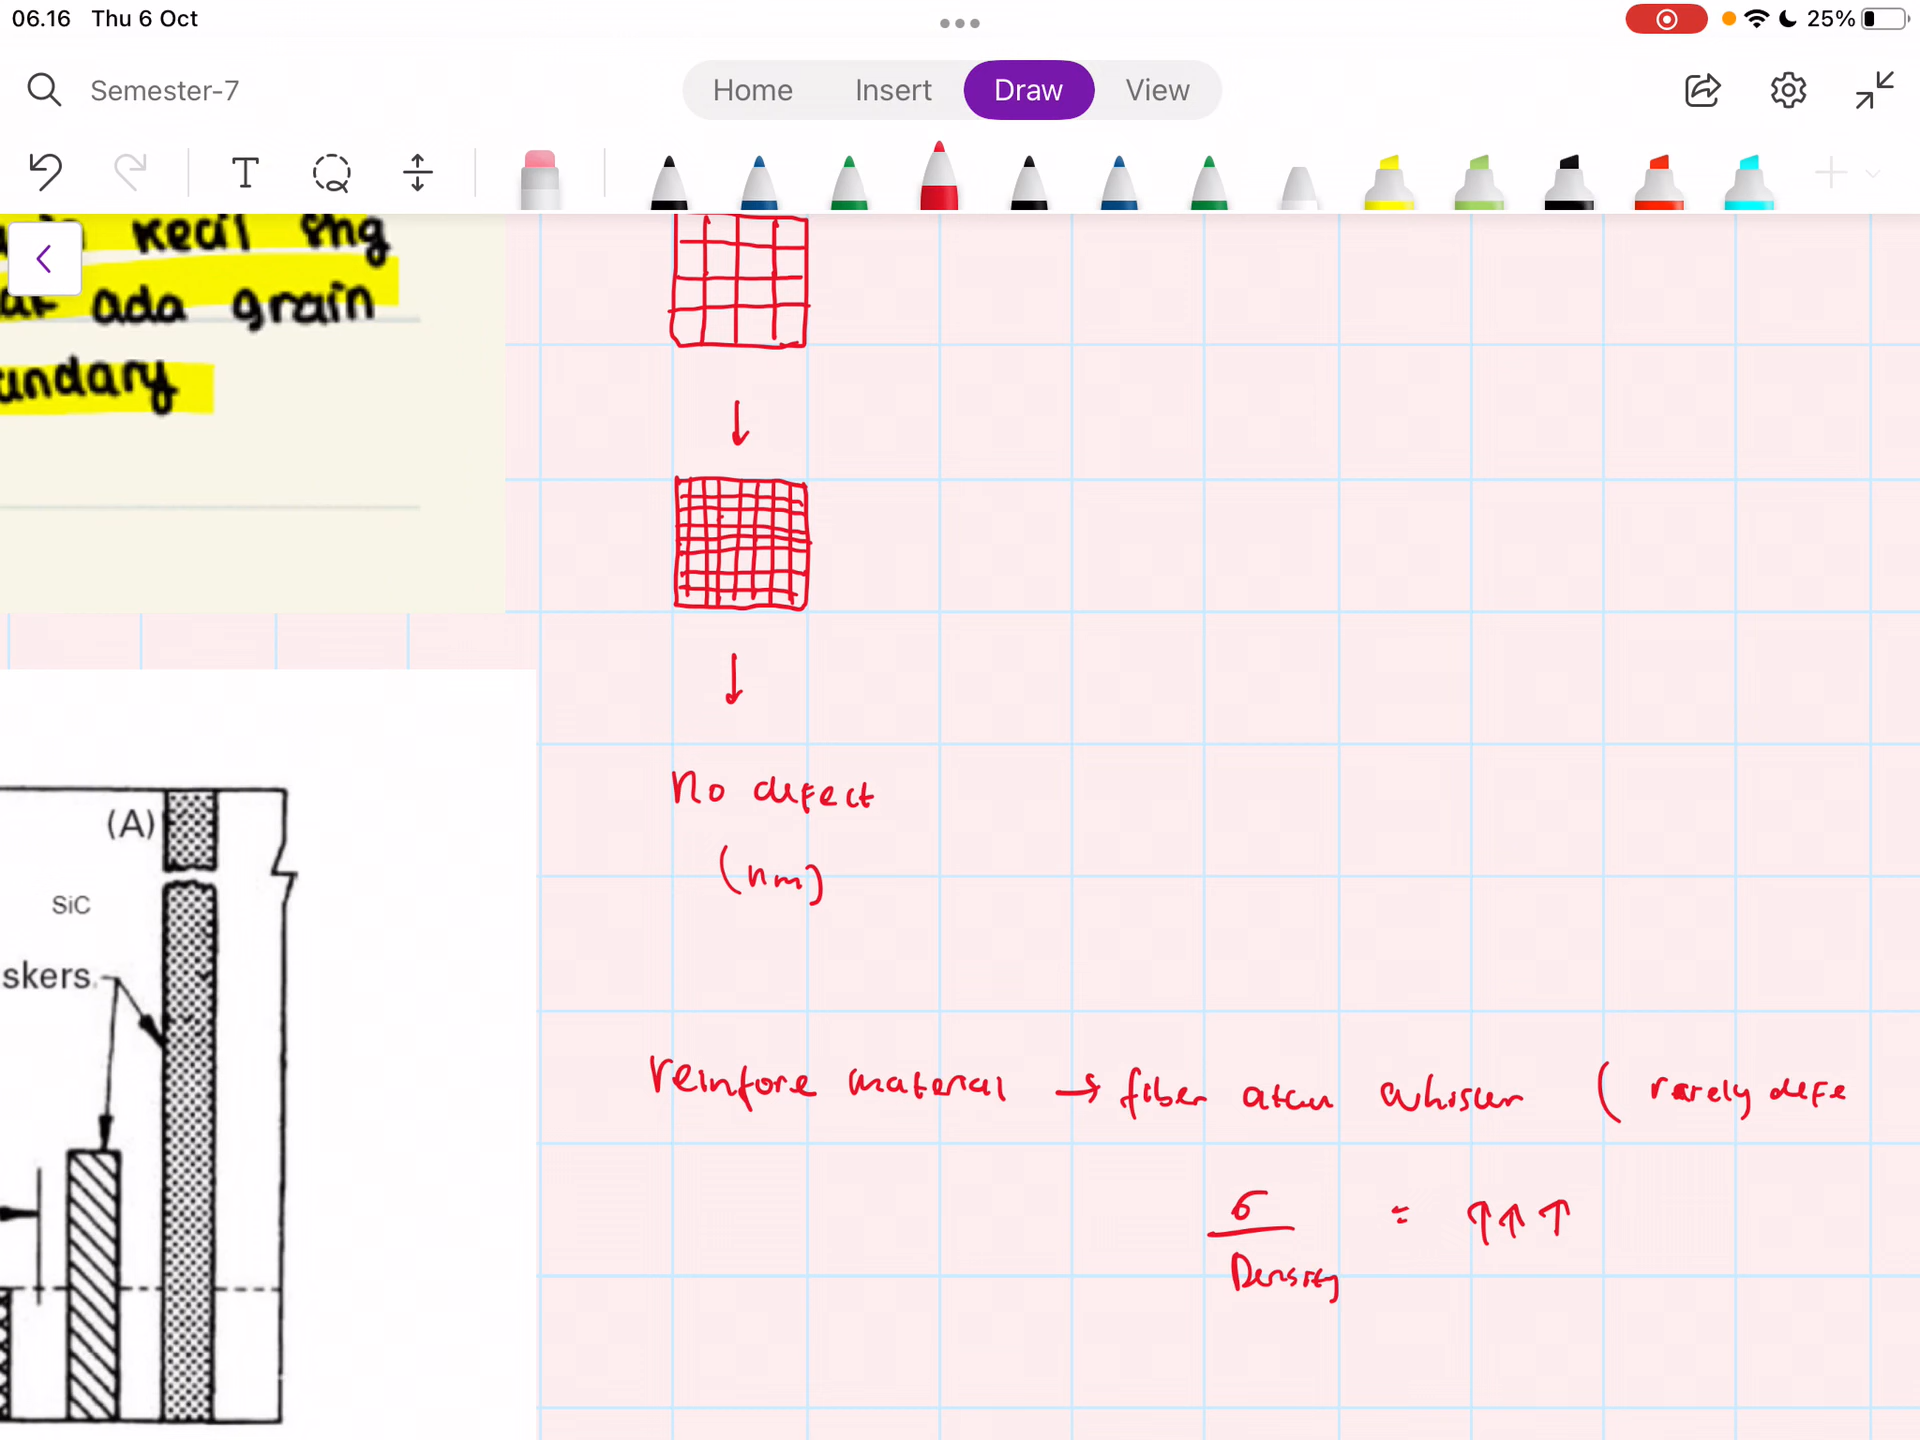 06.16 Thu 6 Oct
25%
Semester-7
Home Insert Draw View
T
kecil shg
ada grain
undary
No defect
(nm)
(A)
SiC
skers.
reinfore material → fiber atau whisker ( rarely defe
σ = ↑↑↑
Density